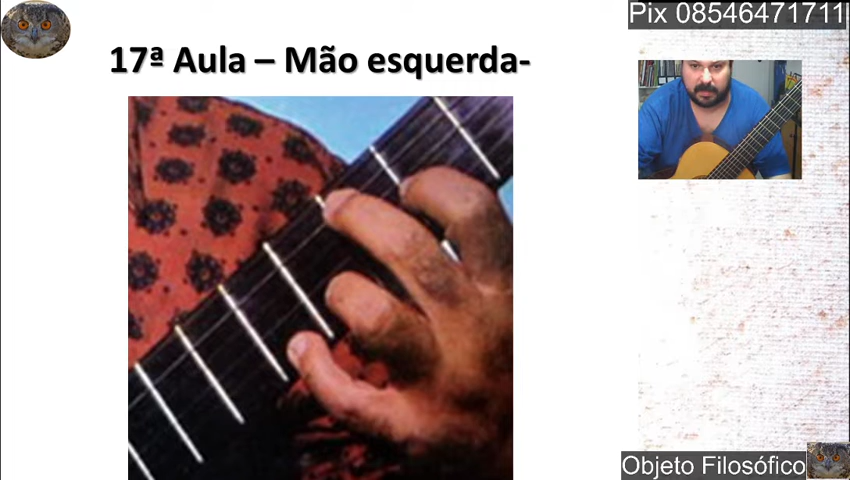 Pix 08546471711
17ª Aula – Mão esquerda-
Objeto Filosófico